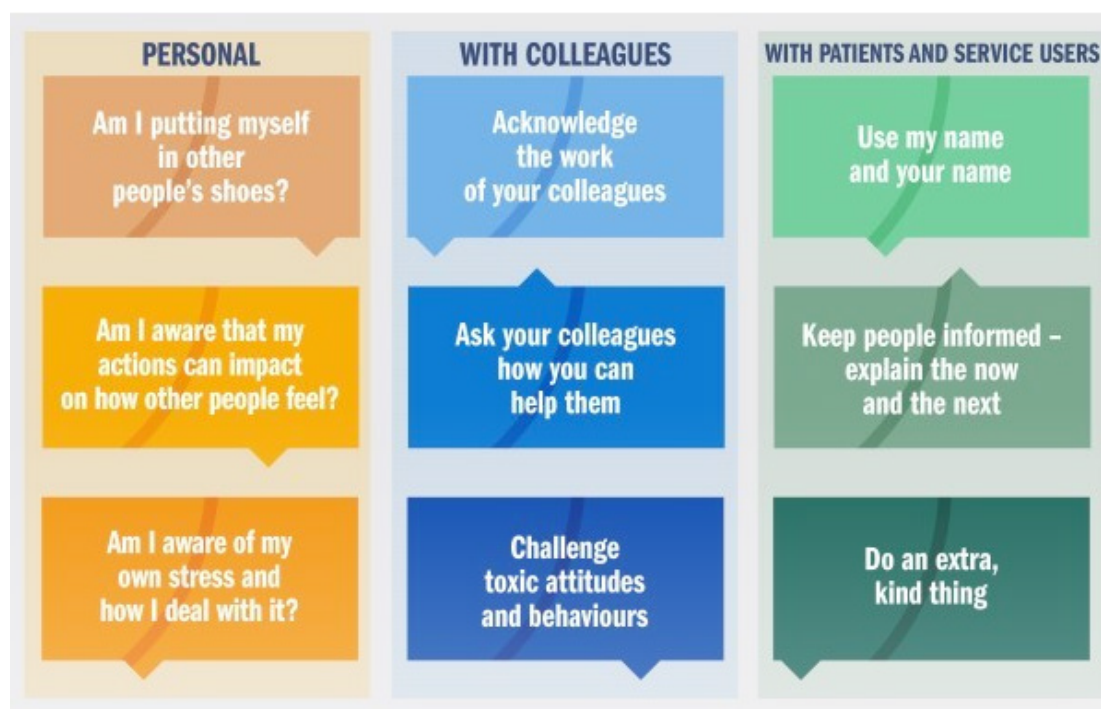 PERSONAL
Am I putting myself
in other
people's shoes?
Am I aware that my
actions can impact
on how other people feel?
Am I aware of my
own stress and
how I deal with it?
WITH COLLEAGUES
Acknowledge
the work
of your colleagues
Ask your colleagues
how you can
help them
Challenge
toxic attitudes
and behaviours
WITH PATIENTS AND SERVICE USERS
Use my name
and your name
Keep people informed –
explain the now
and the next
Do an extra,
kind thing